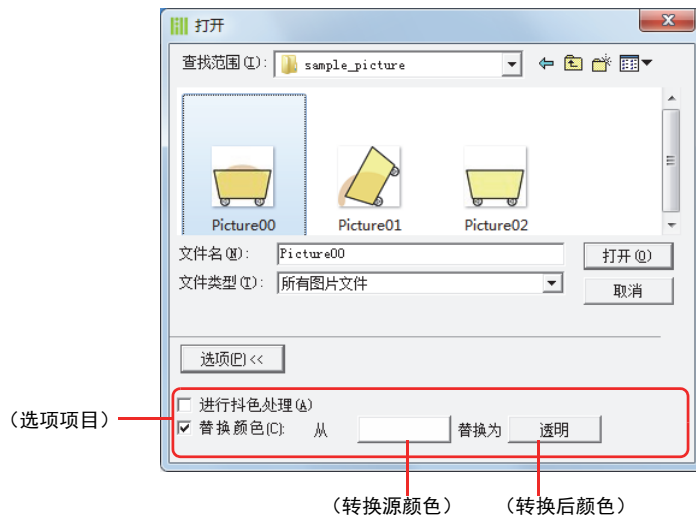 打开
查找范围(I): sample_picture
Picture00 Picture01 Picture02
文件名(N): Picture00 打开(O)
文件类型(T): 所有图片文件 取消
选项(P)<<
进行抖色处理(A)
替换颜色(C): 从 替换为 透明
（选项项目）
（转换源颜色） （转换后颜色）